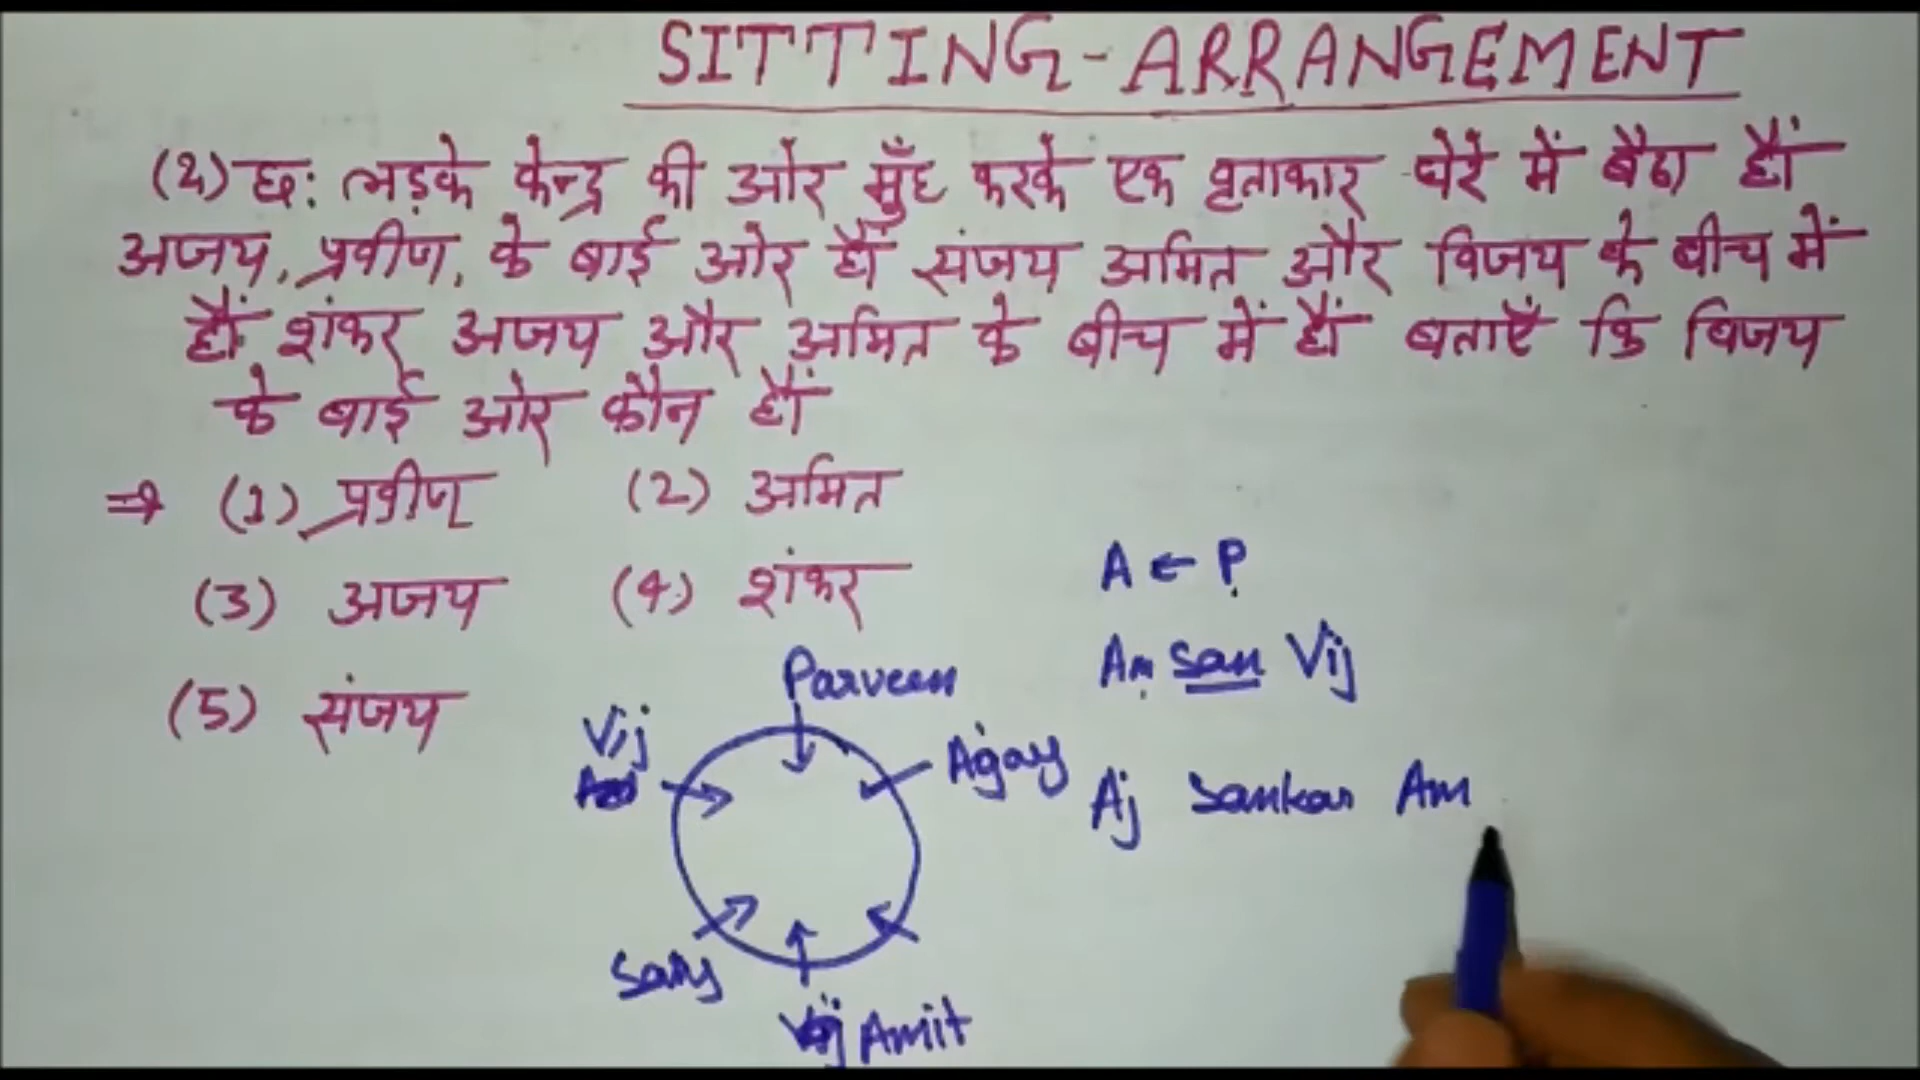 SITTING-ARRANGEMENT
(2) छः लड़के केन्द्र की ओर मुँह करके एक वृताकार घेरे में बैठा हैं
अजय, प्रवीण, के बाई ओर हैं संजय अमित और विजय के बीच में
हैं शंकर अजय और अमित के बीच में हैं बताएँ कि विजय
के बाई ओर कौन हैं
⇒ (1) प्रवीण (2) अमित
(3) अजय (4) शंकर
(5) संजय
A ← P
Am San Vij
Aj Sankar Am
Parveen
Vij
Ajay
Sanj
Amit